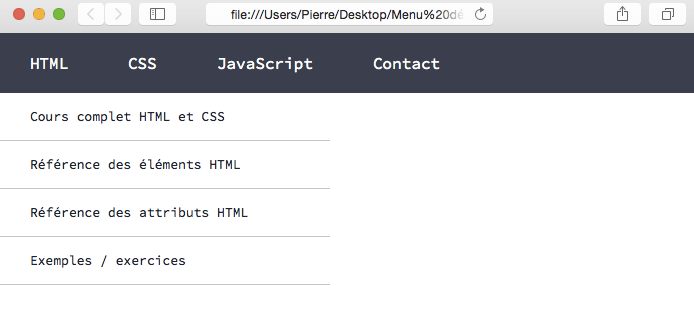 file:///Users/Pierre/Desktop/Menu%20dé
HTML CSS JavaScript Contact
Cours complet HTML et CSS
Référence des éléments HTML
Référence des attributs HTML
Exemples / exercices